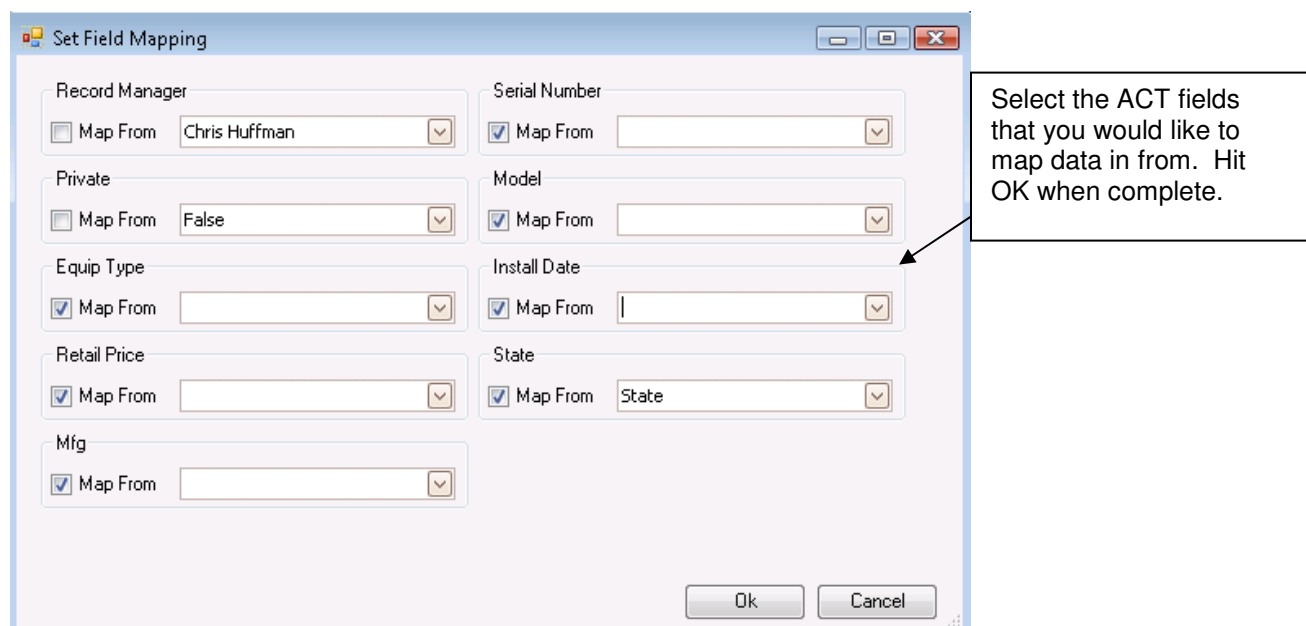 Set Field Mapping
Record Manager
Map From Chris Huffman
Serial Number
Map From
Private
Map From False
Model
Map From
Equip Type
Map From
Install Date
Map From
Retail Price
Map From
State
Map From State
Mfg
Map From
Ok Cancel
Select the ACT fields
that you would like to
map data in from.  Hit
OK when complete.